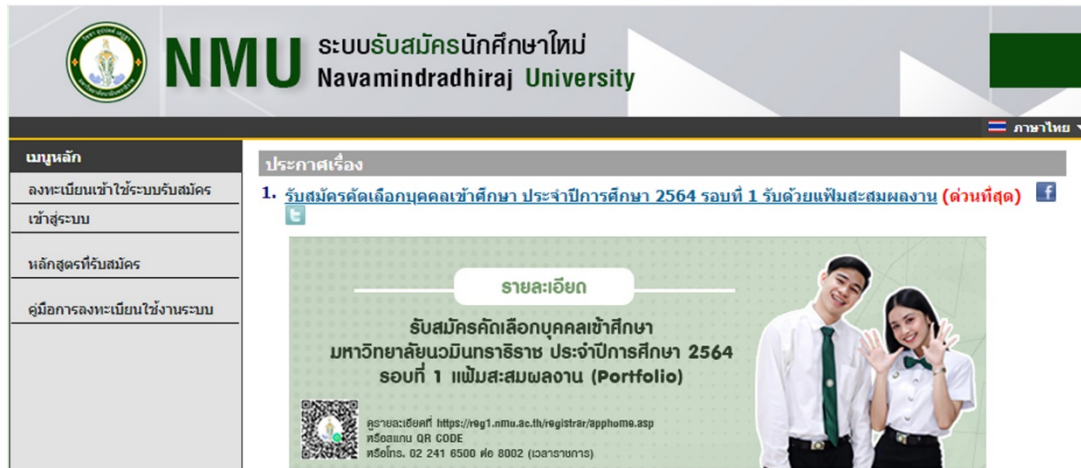 NMU
ระบบรับสมัครนักศึกษาใหม่
Navamindradhiraj University
ภาษาไทย
เมนูหลัก
ลงทะเบียนเข้าใช้ระบบรับสมัคร
เข้าสู่ระบบ
หลักสูตรที่รับสมัคร
คู่มือการลงทะเบียนใช้งานระบบ
ประกาศเรื่อง
1. รับสมัครคัดเลือกบุคคลเข้าศึกษา ประจำปีการศึกษา 2564 รอบที่ 1 รับด้วยแฟ้มสะสมผลงาน (ด่วนที่สุด)
รายละเอียด
รับสมัครคัดเลือกบุคคลเข้าศึกษา
มหาวิทยาลัยนวมินทราธิราช ประจำปีการศึกษา 2564
รอบที่ 1 แฟ้มสะสมผลงาน (Portfolio)
ดูรายละเอียดที่ https://reg1.nmu.ac.th/registrar/apphome.asp
หรือสแกน QR CODE
หรือโทร. 02 241 6500 ต่อ 8002 (เวลาราชการ)